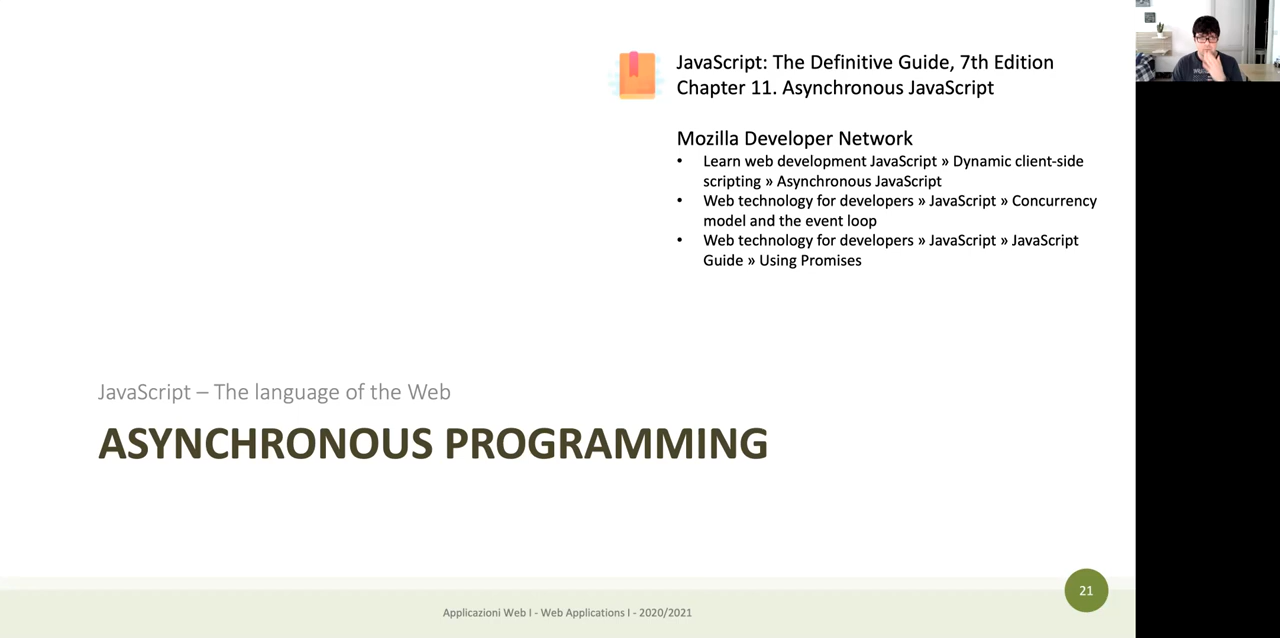 JavaScript: The Definitive Guide, 7th Edition
Chapter 11. Asynchronous JavaScript
Mozilla Developer Network
• Learn web development JavaScript » Dynamic client-side
scripting » Asynchronous JavaScript
• Web technology for developers » JavaScript » Concurrency
model and the event loop
• Web technology for developers » JavaScript » JavaScript
Guide » Using Promises
JavaScript – The language of the Web
ASYNCHRONOUS PROGRAMMING
21
Applicazioni Web I - Web Applications I - 2020/2021